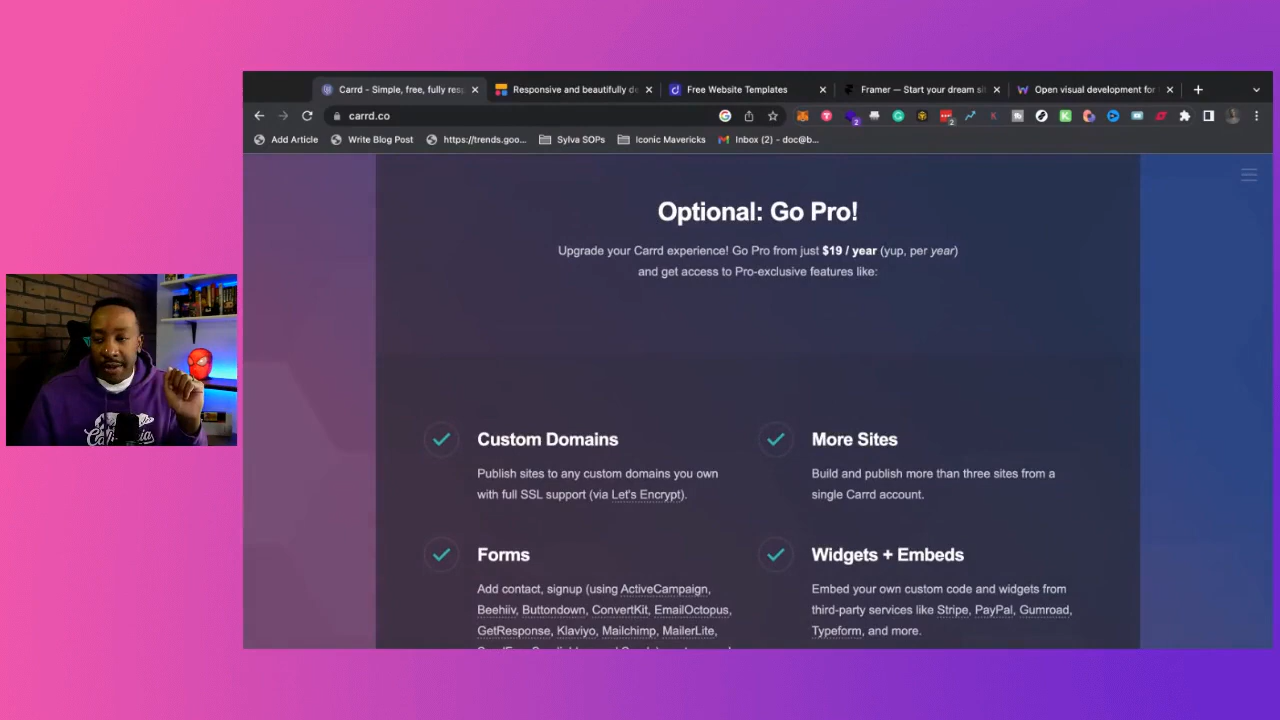 Carrd - Simple, free, fully resp
Responsive and beautifully de
Free Website Templates
Framer — Start your dream sit
Open visual development for
carrd.co
Add Article
Write Blog Post
https://trends.goo...
Sylva SOPs
Iconic Mavericks
Inbox (2) - doc@b...
Optional: Go Pro!
Upgrade your Carrd experience! Go Pro from just $19 / year (yup, per year)
and get access to Pro-exclusive features like:
Custom Domains
Publish sites to any custom domains you own
with full SSL support (via Let's Encrypt).
More Sites
Build and publish more than three sites from a
single Carrd account.
Forms
Add contact, signup (using ActiveCampaign,
Beehiiv, Buttondown, ConvertKit, EmailOctopus,
GetResponse, Klaviyo, Mailchimp, MailerLite,
Widgets + Embeds
Embed your own custom code and widgets from
third-party services like Stripe, PayPal, Gumroad,
Typeform, and more.